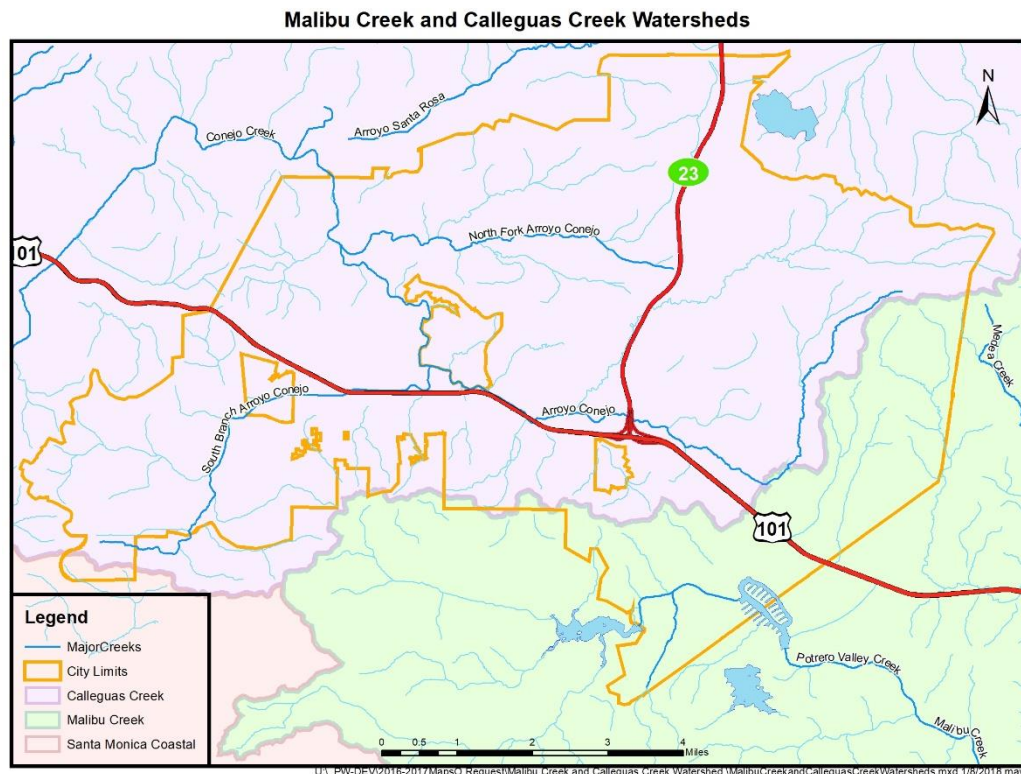 Malibu Creek and Calleguas Creek Watersheds
N
Arroyo Santa Rosa
Conejo Creek
23
North Fork Arroyo Conejo
101
Medea Creek
South Branch Arroyo Conejo
Arroyo Conejo
101
Legend
MajorCreeks
City Limits
Calleguas Creek
Malibu Creek
Santa Monica Coastal
Potrero Valley Creek
Malibu Creek
0 0.5 1 2 3 4
Miles